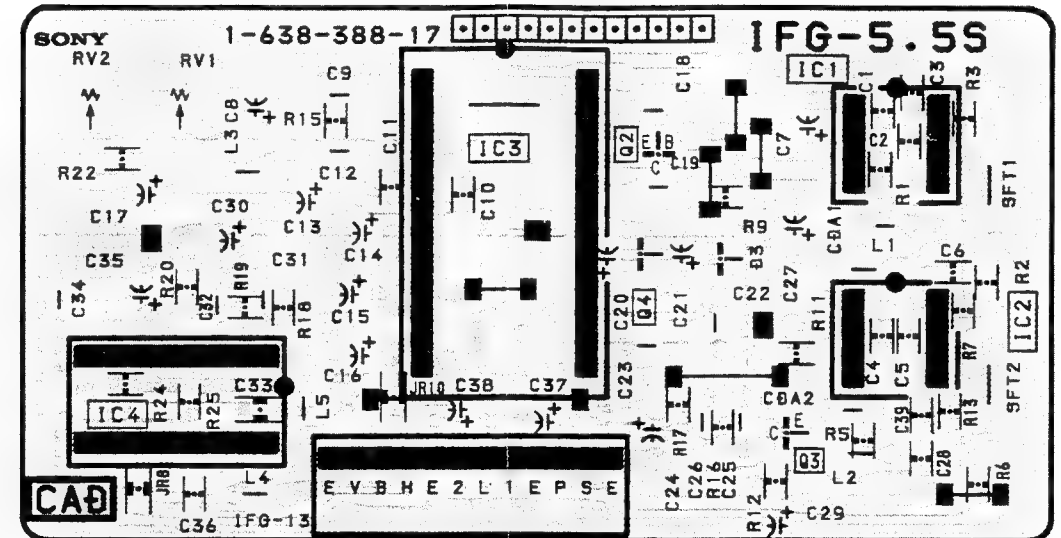 SONY
1-638-388-17
IFG-5.5S
RV2
RV1
C9
C18
IC1
C1
C3
R3
C8
L3
R15
C11
IC3
Q2
E B
C
C19
C7
C2
R22
C12
C10
R1
SFT1
C17
C30
C13
C14
R9
CDA1
L1
C35
C31
D3
C6
R2
C34
R20
C32
R19
R18
C15
C20
Q4
C21
C22
C27
R11
IC2
C16
R7
C33
JR10
C38
C37
C23
C4
C5
IC4
R24
R25
L5
CDA2
SFT2
R17
C E
R5
C39
R13
Q3
C28
R6
JR8
L4
E V B H E 2 L 1 E P S E
C24
C26
R16
C25
L2
CAD
C36
IFG-13
R12
C29